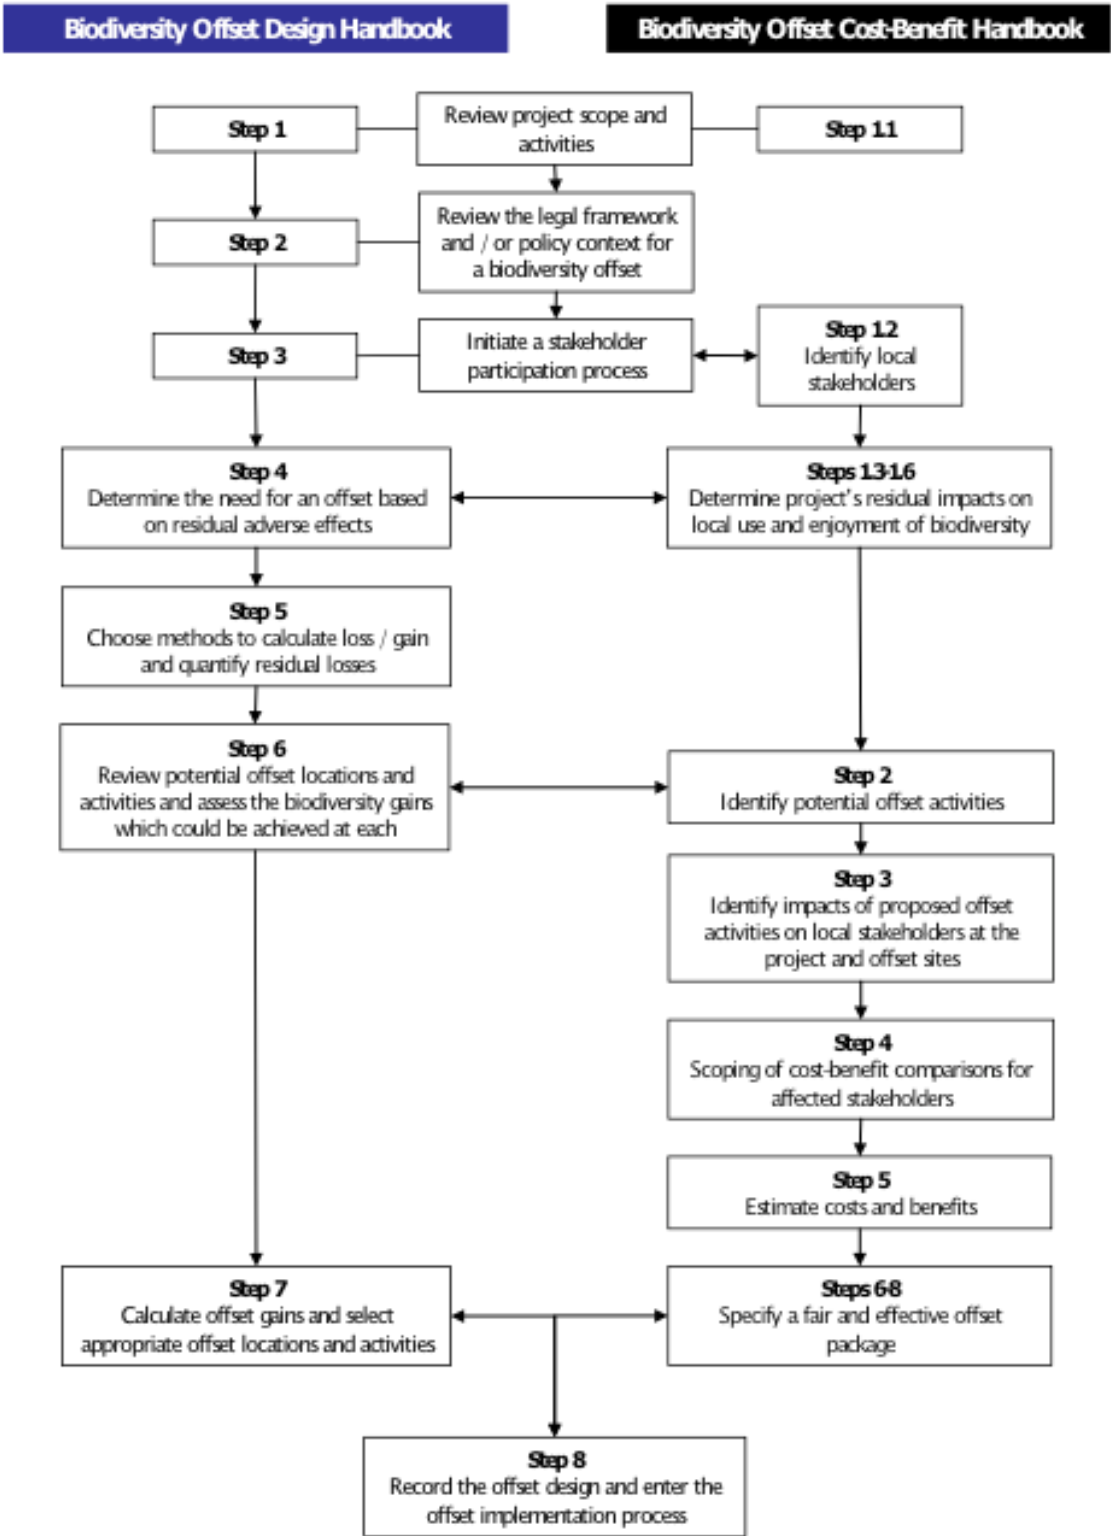 Biodiversity Offset Design Handbook
Biodiversity Offset Cost-Benefit Handbook
Step 1
Review project scope and
activities
Step 1.1
Step 2
Review the legal framework
and / or policy context for
a biodiversity offset
Step 3
Initiate a stakeholder
participation process
Step 1.2
Identify local
stakeholders
Step 4
Determine the need for an offset based
on residual adverse effects
Steps 1.3-1.6
Determine project's residual impacts on
local use and enjoyment of biodiversity
Step 5
Choose methods to calculate loss / gain
and quantify residual losses
Step 6
Review potential offset locations and
activities and assess the biodiversity gains
which could be achieved at each
Step 2
Identify potential offset activities
Step 3
Identify impacts of proposed offset
activities on local stakeholders at the
project and offset sites
Step 4
Scoping of cost-benefit comparisons for
affected stakeholders
Step 5
Estimate costs and benefits
Step 7
Calculate offset gains and select
appropriate offset locations and activities
Steps 6-8
Specify a fair and effective offset
package
Step 8
Record the offset design and enter the
offset implementation process